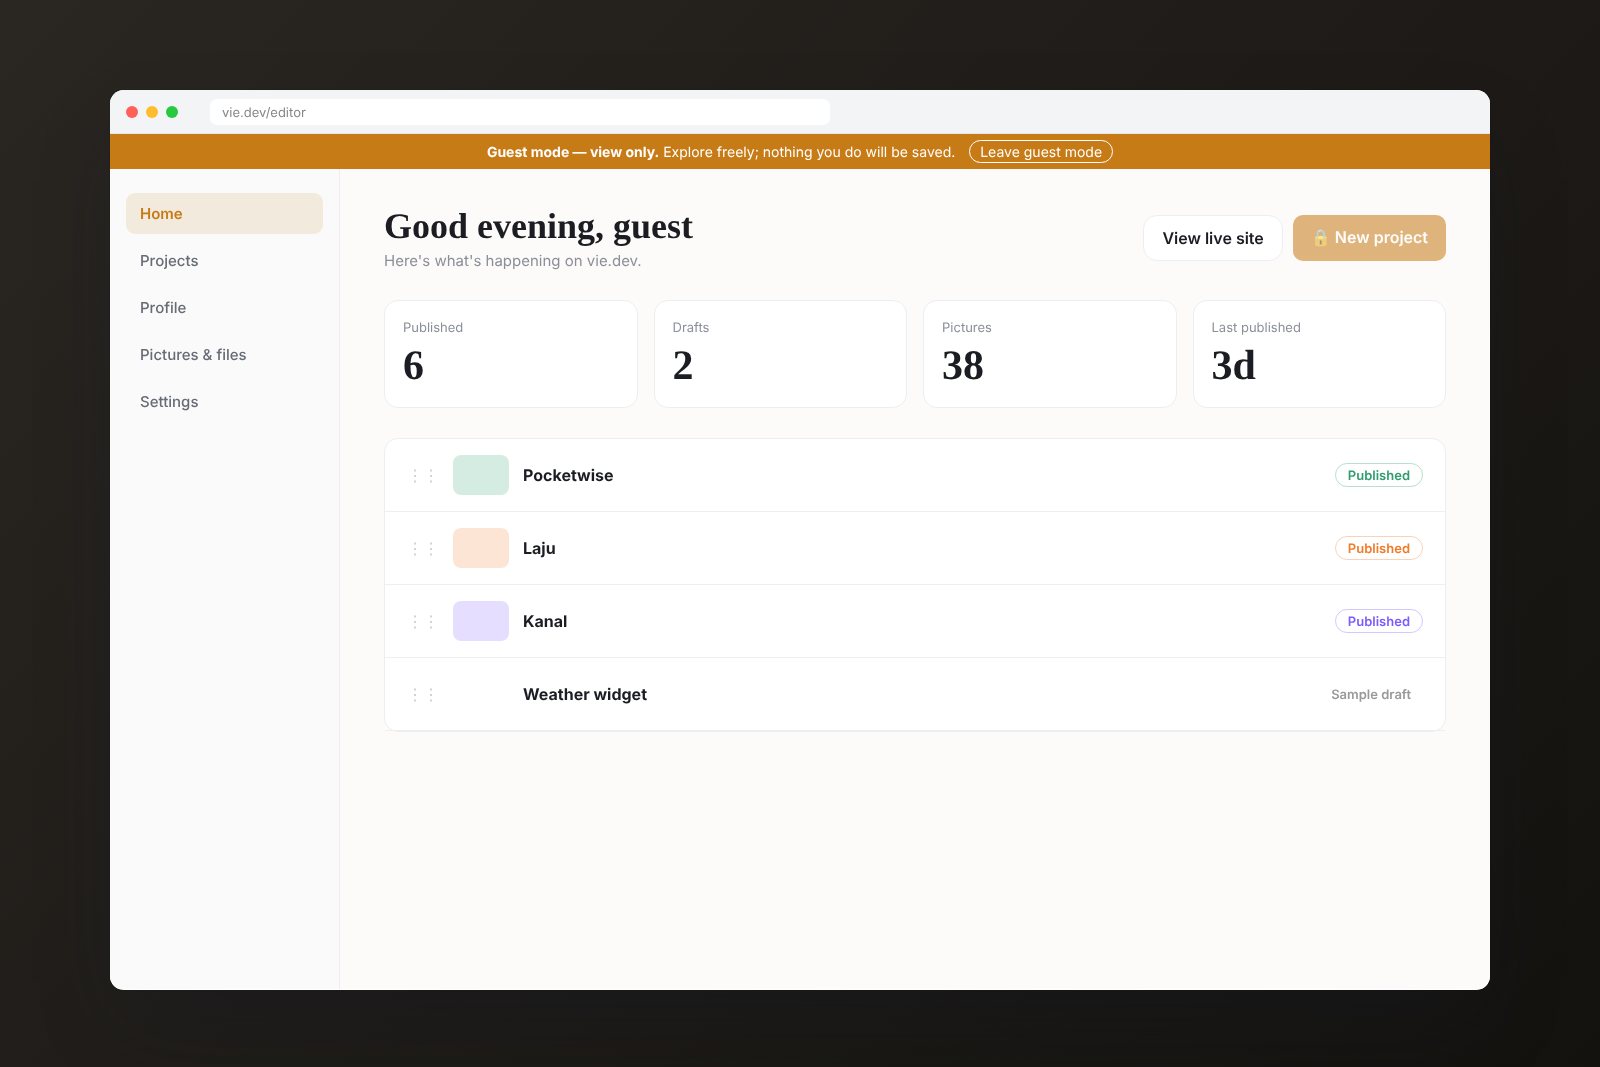 vie.dev/editor
Guest mode — view only. Explore freely; nothing you do will be saved. Leave guest mode
Home
Projects
Profile
Pictures & files
Settings
Good evening, guest
Here's what's happening on vie.dev.
View live site
🔒 New project
Published
6
Drafts
2
Pictures
38
Last published
3d
Pocketwise Published
Laju Published
Kanal Published
Weather widget Sample draft